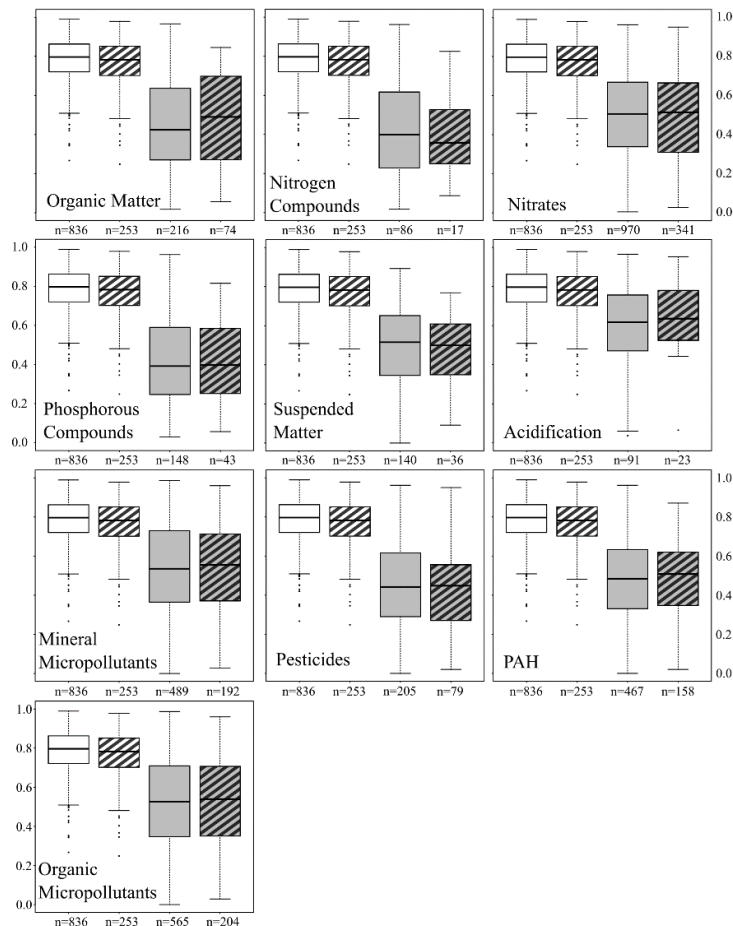 1.0
0.8
0.6
0.4
0.2
0.0
Organic Matter
Nitrogen
Compounds
Nitrates
n=836 n=253 n=216 n=74
n=836 n=253 n=86 n=17
n=836 n=253 n=970 n=341
1.0
0.8
0.6
0.4
0.2
0.0
Phosphorous
Compounds
Suspended
Matter
Acidification
n=836 n=253 n=148 n=43
n=836 n=253 n=140 n=36
n=836 n=253 n=91 n=23
1.0
0.8
0.6
0.4
0.2
0.0
Mineral
Micropollutants
Pesticides
PAH
n=836 n=253 n=489 n=192
n=836 n=253 n=205 n=79
n=836 n=253 n=467 n=158
1.0
0.8
0.6
0.4
0.2
0.0
Organic
Micropollutants
n=836 n=253 n=565 n=204